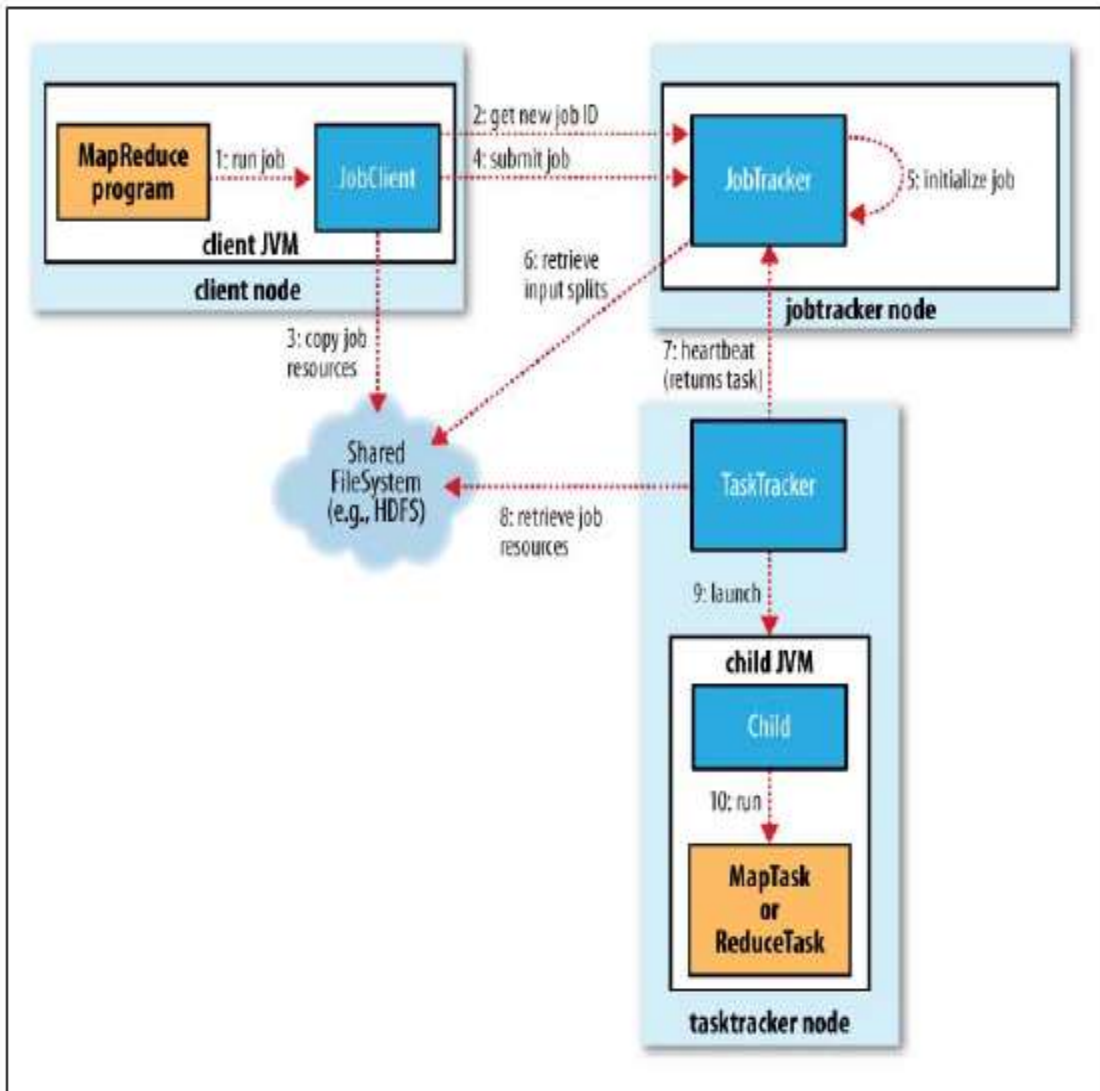 MapReduce
program
1: run job
JobClient
client JVM
client node
2: get new job ID
4: submit job
JobTracker
5: initialize job
jobtracker node
3: copy job
resources
6: retrieve
input splits
7: heartbeat
(returns task)
Shared
FileSystem
(e.g., HDFS)
8: retrieve job
resources
TaskTracker
9: launch
child JVM
Child
10: run
MapTask
or
ReduceTask
tasktracker node